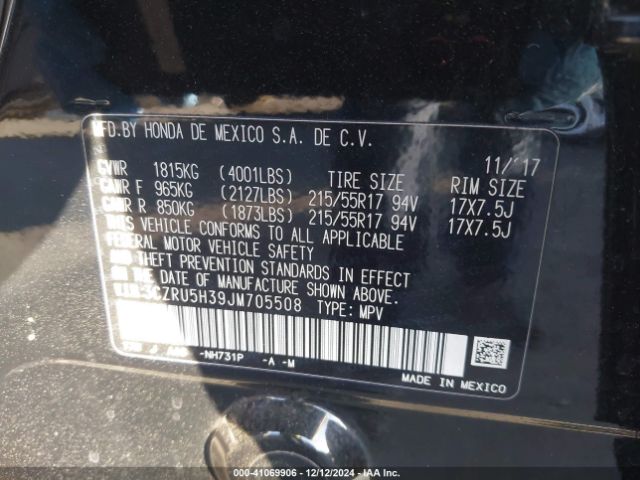 MFD.BY HONDA DE MEXICO S.A. DE C.V.
11/'17
GVWR 1815KG (4001LBS) TIRE SIZE RIM SIZE
GAWR F 965KG (2127LBS) 215/55R17 94V 17X7.5J
GAWR R 850KG (1873LBS) 215/55R17 94V 17X7.5J
THIS VEHICLE CONFORMS TO ALL APPLICABLE
FEDERAL MOTOR VEHICLE SAFETY
AND THEFT PREVENTION STANDARDS IN EFFECT
ON THE DATE OF MANUFACTURE SHOWN ABOVE.
3CZRU5H39JM705508 TYPE: MPV
-NH731P -A -M
MADE IN MEXICO
000-41069906 - 12/12/2024 - IAA Inc.